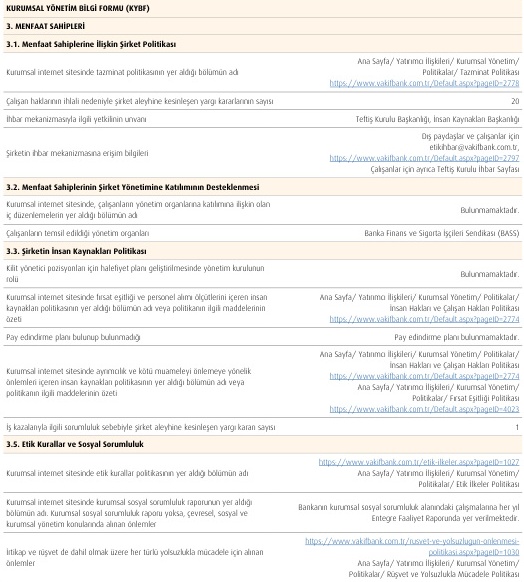 KURUMSAL YÖNETİM BİLGİ FORMU (KYBF)
3. MENFAAT SAHİPLERİ
3.1. Menfaat Sahiplerine İlişkin Şirket Politikası
Kurumsal internet sitesinde tazminat politikasının yer aldığı bölümün adı
Ana Sayfa/ Yatırımcı İlişkileri/ Kurumsal Yönetim/
Politikalar/ Tazminat Politikası
https://www.vakifbank.com.tr/Default.aspx?pageID=2778
Çalışan haklarının ihlali nedeniyle şirket aleyhine kesinleşen yargı kararlarının sayısı
20
İhbar mekanizmasıyla ilgili yetkilinin unvanı
Teftiş Kurulu Başkanlığı, İnsan Kaynakları Başkanlığı
Şirketin ihbar mekanizmasına erişim bilgileri
Dış paydaşlar ve çalışanlar için
etikihbar@vakifbank.com.tr,
https://www.vakifbank.com.tr/Default.aspx?pageID=2797
Çalışanlar için ayrıca Teftiş Kurulu İhbar Sayfası
3.2. Menfaat Sahiplerinin Şirket Yönetimine Katılımının Desteklenmesi
Kurumsal internet sitesinde, çalışanların yönetim organlarına katılımına ilişkin olan
iç düzenlemelerin yer aldığı bölümün adı
Bulunmamaktadır.
Çalışanların temsil edildiği yönetim organları
Banka Finans ve Sigorta İşçileri Sendikası (BASS)
3.3. Şirketin İnsan Kaynakları Politikası
Kilit yönetici pozisyonları için halefiyet planı geliştirilmesinde yönetim kurulunun
rolü
Bulunmamaktadır.
Kurumsal internet sitesinde fırsat eşitliği ve personel alımı ölçütlerini içeren insan
kaynakları politikasının yer aldığı bölümün adı veya politikanın ilgili maddelerinin
özeti
Ana Sayfa/ Yatırımcı İlişkileri/ Kurumsal Yönetim/ Politikalar/
İnsan Hakları ve Çalışan Hakları Politikası
https://www.vakifbank.com.tr/Default.aspx?pageID=2774
Pay edindirme planı bulunup bulunmadığı
Pay edindirme planı bulunmamaktadır.
Kurumsal internet sitesinde ayrımcılık ve kötü muameleyi önlemeye yönelik
önlemleri içeren insan kaynakları politikasının yer aldığı bölümün adı veya
politikanın ilgili maddelerinin özeti
Ana Sayfa/ Yatırımcı İlişkileri/ Kurumsal Yönetim/ Politikalar/
İnsan Hakları ve Çalışan Hakları Politikası
https://www.vakifbank.com.tr/Default.aspx?pageID=2774
Ana Sayfa/ Yatırımcı İlişkileri/ Kurumsal Yönetim/
Politikalar/ Fırsat Eşitliği Politikası
https://www.vakifbank.com.tr/Default.aspx?pageID=4023
İş kazalarıyla ilgili sorumluluk sebebiyle şirket aleyhine kesinleşen yargı kararı sayısı
1
3.5. Etik Kurallar ve Sosyal Sorumluluk
Kurumsal internet sitesinde etik kurallar politikasının yer aldığı bölümün adı
https://www.vakifbank.com.tr/etik-ilkeler.aspx?pageID=1027
Ana Sayfa/ Yatırımcı İlişkileri/ Kurumsal Yönetim/
Politikalar/ Etik İlkeler Politikası
Kurumsal internet sitesinde kurumsal sosyal sorumluluk raporunun yer aldığı
bölümün adı. Kurumsal sosyal sorumluluk raporu yoksa, çevresel, sosyal ve
kurumsal yönetim konularında alınan önlemler
Bankanın kurumsal sosyal sorumluluk alanındaki çalışmalarına her yıl
Entegre Faaliyet Raporunda yer verilmektedir.
İrtikap ve rüşvet de dahil olmak üzere her türlü yolsuzlukla mücadele için alınan
önlemler
https://www.vakifbank.com.tr/rusvet-ve-yolsuzlugun-onlenmesi-
politikasi.aspx?pageID=1030
Ana Sayfa/ Yatırımcı İlişkileri/ Kurumsal Yönetim/
Politikalar/ Rüşvet ve Yolsuzlukla Mücadele Politikası